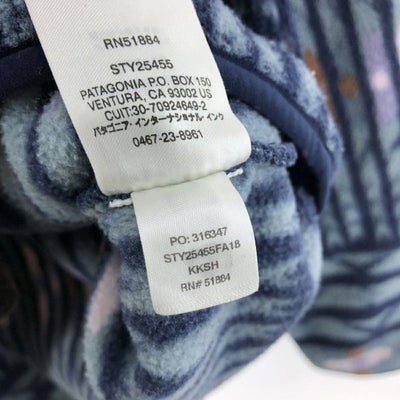 RN51884
STY25455
PATAGONIA P.O. BOX 150
VENTURA, CA 93002 US
CUIT:30-70924649-2
パタゴニア・インターナショナル インク
0467-23-8961
PO: 316347
STY25455FA18
KKSH
RN# 51884